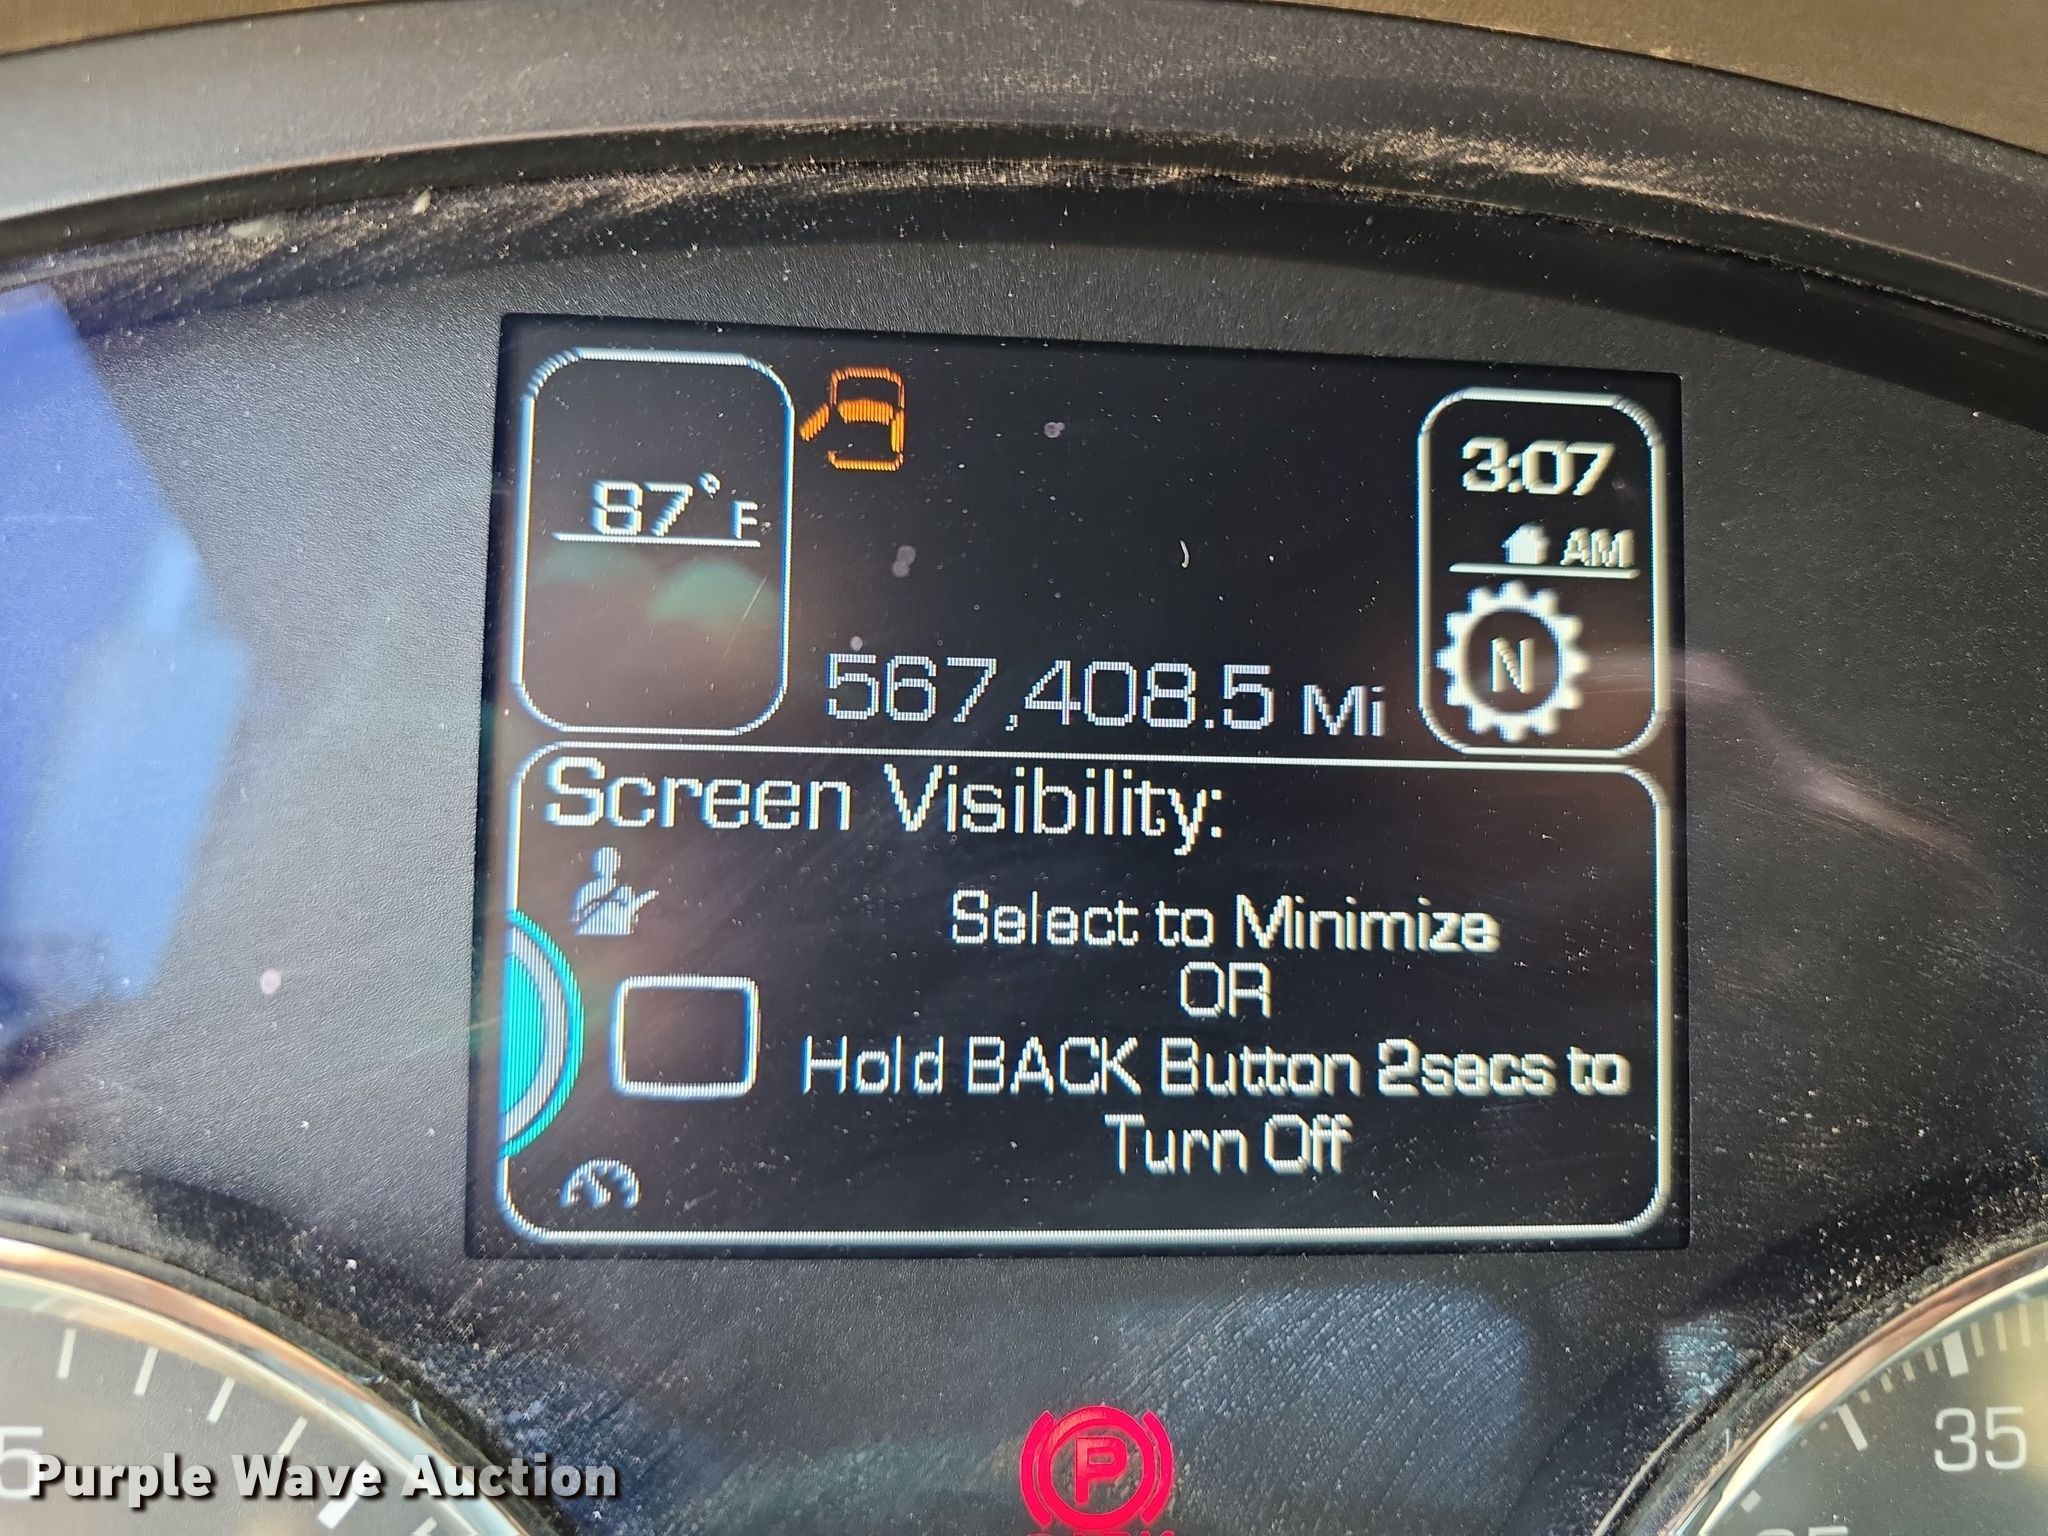 87° F
3:07
AM
N
567,408.5 Mi
Screen Visibility:
Select to Minimize
OR
Hold BACK Button 2secs to
Turn Off
P
35
5
Purple Wave Auction